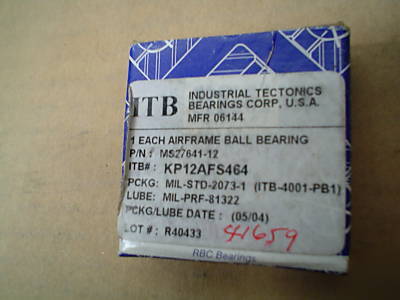 ITB INDUSTRIAL TECTONICS
BEARINGS CORP, U.S.A.
MFR 06144
1 EACH AIRFRAME BALL BEARING
P/N: MS27641-12
ITB#: KP12AFS464
PCKG: MIL-STD-2073-1 (ITB-4001-PB1)
LUBE: MIL-PRF-81322
PCKG/LUBE DATE: (05/04)
LOT #: R40433 41659
RBC Bearings